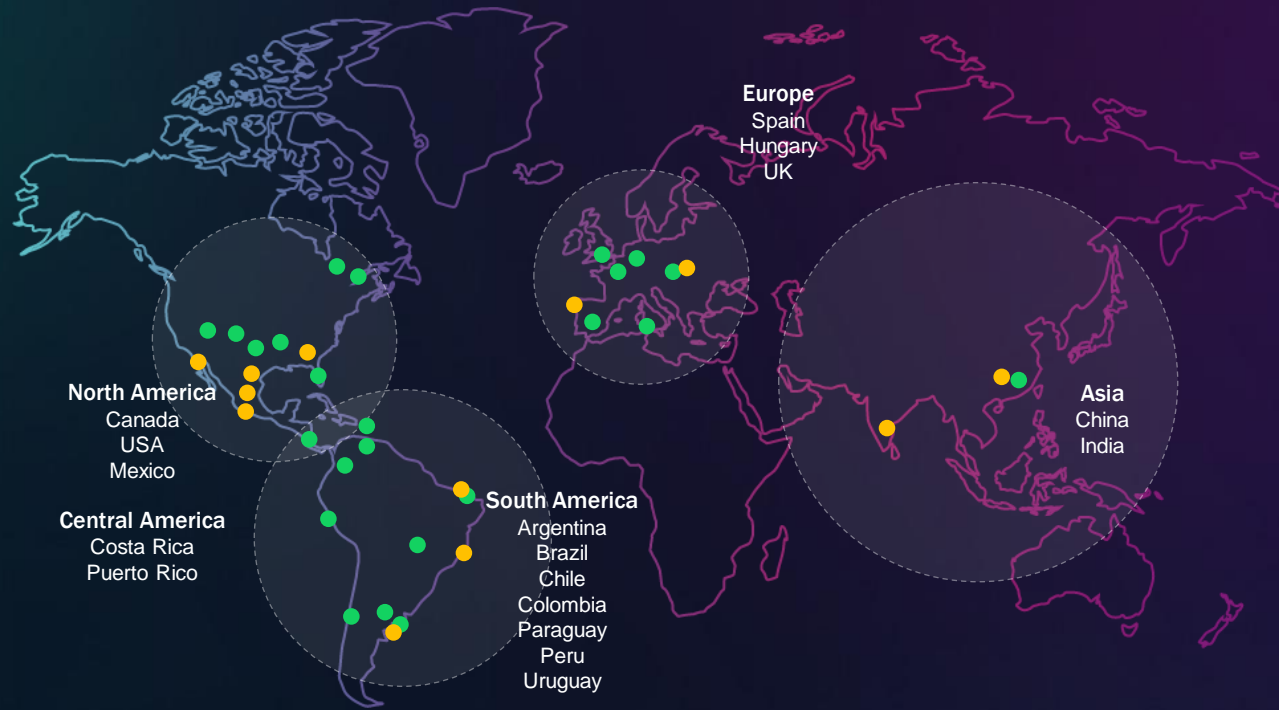 Europe
Spain
Hungary
UK
North America
Canada
USA
Mexico
Central America
Costa Rica
Puerto Rico
South America
Argentina
Brazil
Chile
Colombia
Paraguay
Peru
Uruguay
Asia
China
India